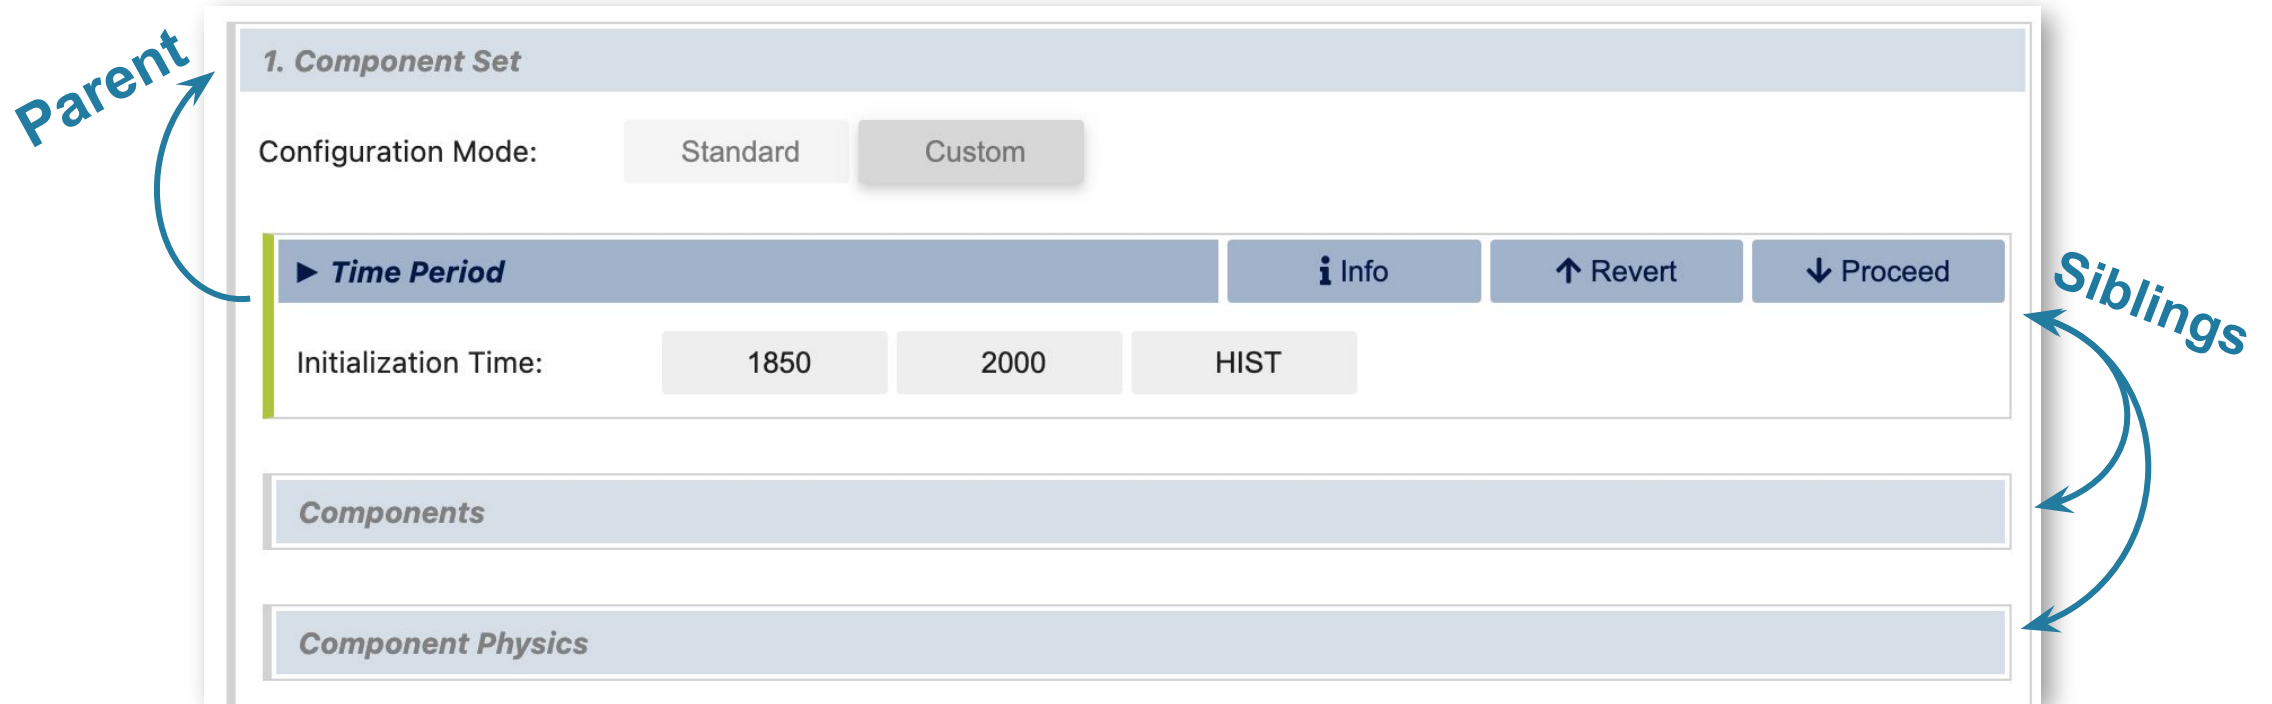 Parent
1. Component Set
Configuration Mode: Standard Custom
► Time Period Info Revert Proceed
Siblings
Initialization Time: 1850 2000 HIST
Components
Component Physics